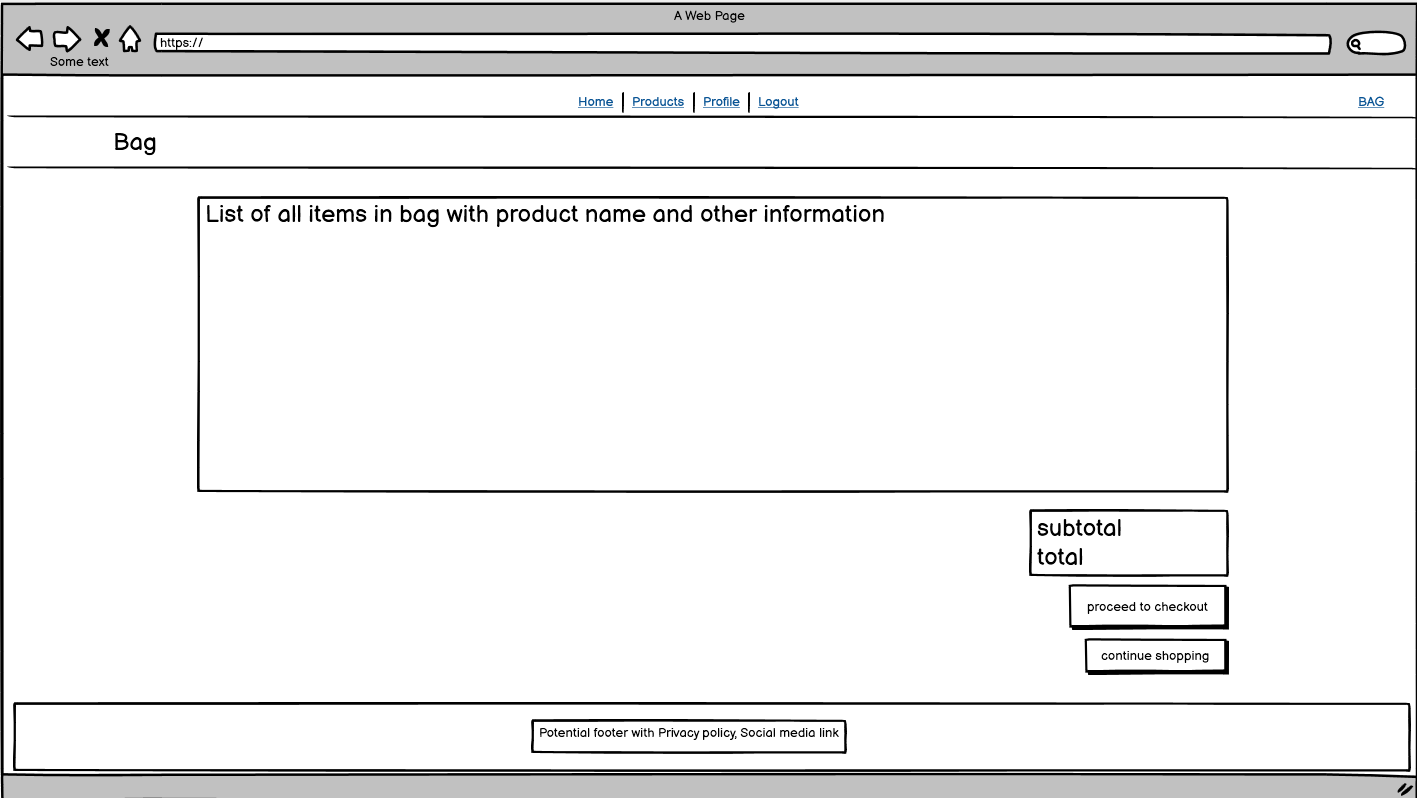 A Web Page
https://
Some text
Home Products Profile Logout BAG
Bag
List of all items in bag with product name and other information
subtotal
total
proceed to checkout
continue shopping
Potential footer with Privacy policy, Social media link